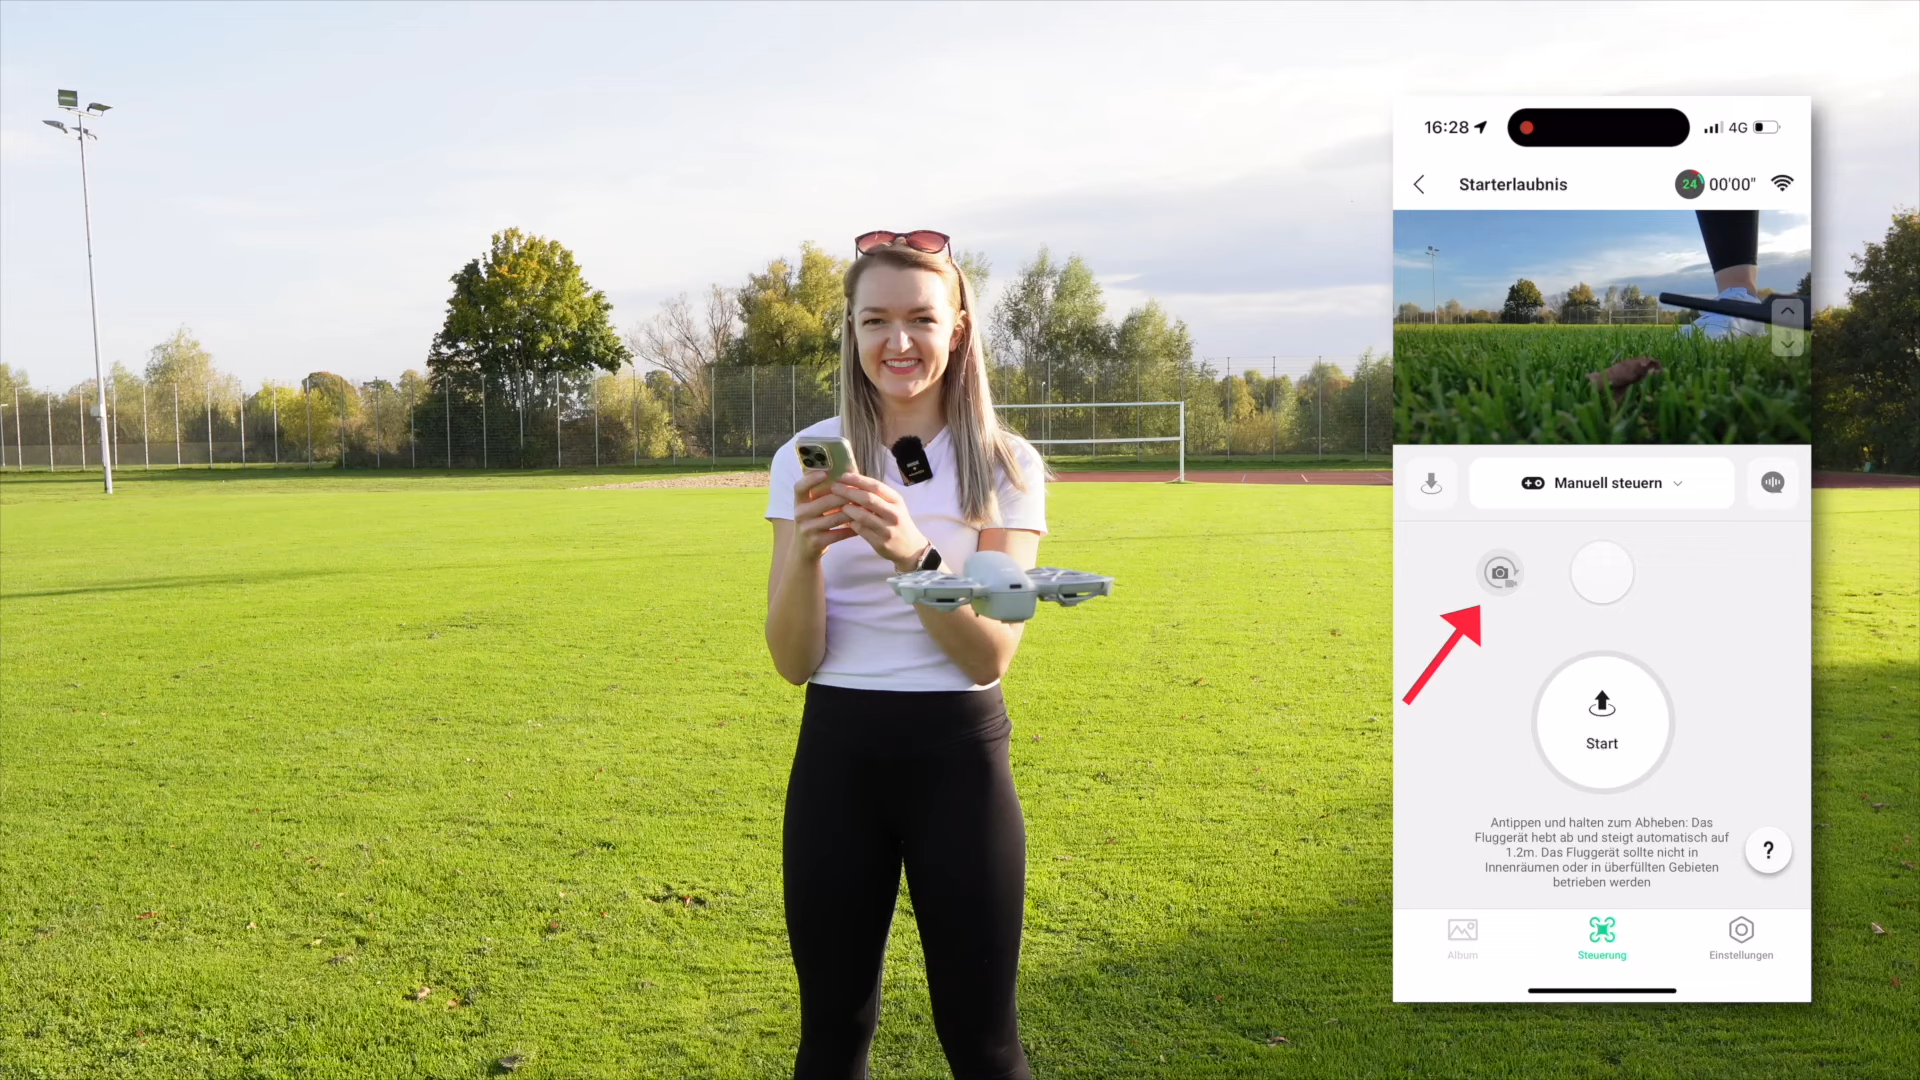 16:28
4G
Starterlaubnis
24
00'00"
Manuell steuern
Start
Antippen und halten zum Abheben: Das
Fluggerät hebt ab und steigt automatisch auf
1.2m. Das Fluggerät sollte nicht in
Innenräumen oder in überfüllten Gebieten
betrieben werden
?
Album
Steuerung
Einstellungen